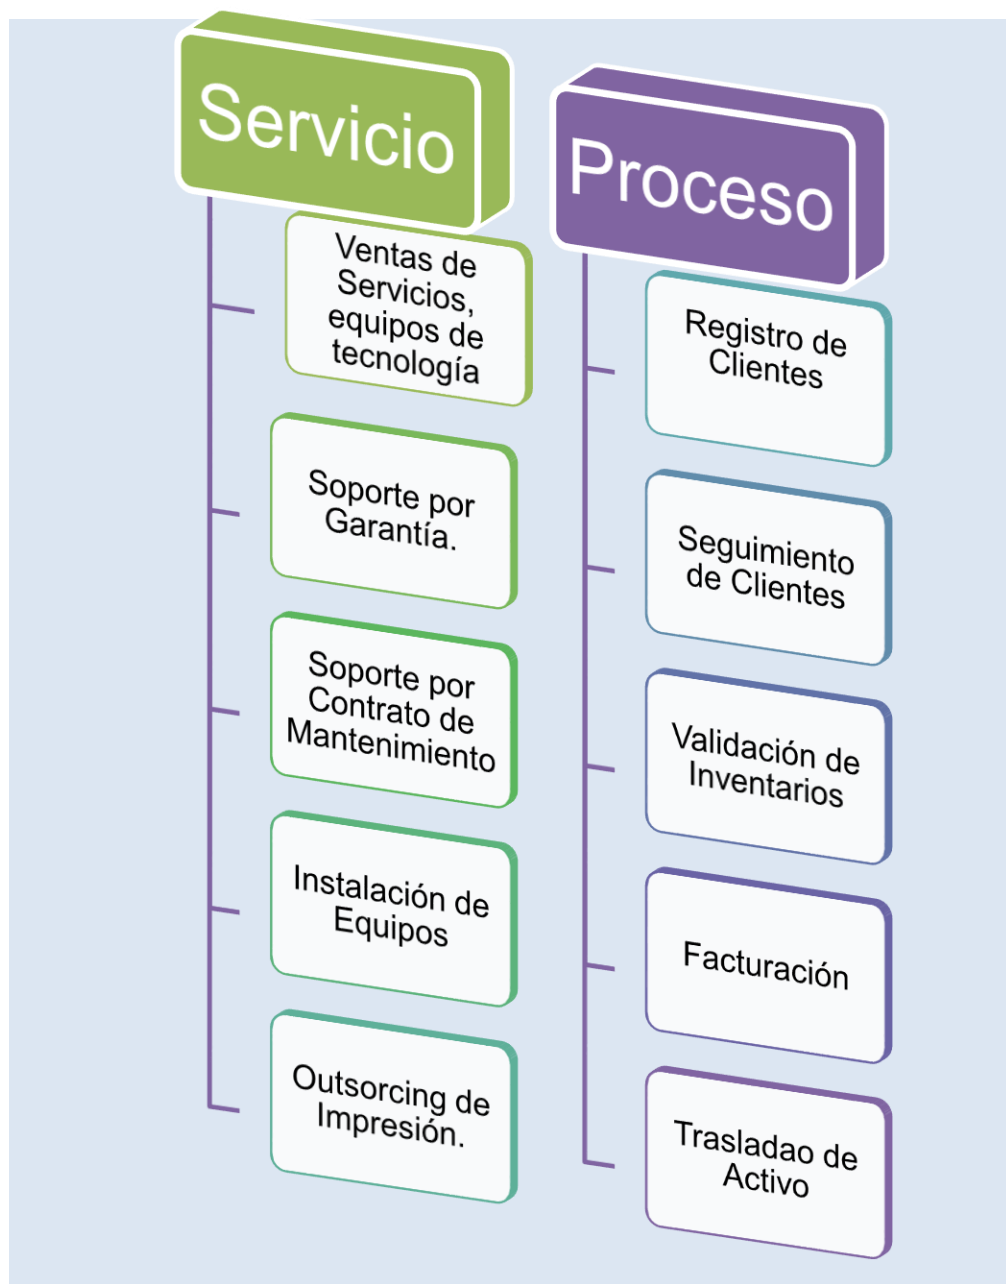 Servicio
Ventas de
Servicios,
equipos de
tecnología
Soporte por
Garantía.
Soporte por
Contrato de
Mantenimiento
Instalación de
Equipos
Outsorcing de
Impresión.
Proceso
Registro de
Clientes
Seguimiento
de Clientes
Validación de
Inventarios
Facturación
Trasladao de
Activo